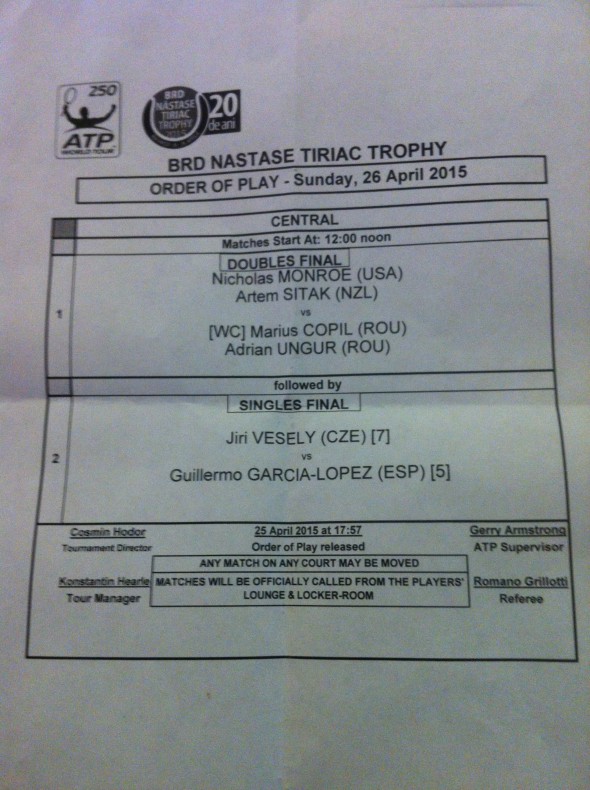 250
ATP
WORLD TOUR
BRD
NASTASE
TIRIAC
TROPHY
20
de ani
BRD NASTASE TIRIAC TROPHY
ORDER OF PLAY - Sunday, 26 April 2015
CENTRAL
Matches Start At: 12:00 noon
DOUBLES FINAL
1
Nicholas MONROE (USA)
Artem SITAK (NZL)
vs
[WC] Marius COPIL (ROU)
Adrian UNGUR (ROU)
followed by
SINGLES FINAL
2
Jiri VESELY (CZE) [7]
vs
Guillermo GARCIA-LOPEZ (ESP) [5]
Cosmin Hodor
Tournament Director
25 April 2015 at 17:57
Order of Play released
Gerry Armstrong
ATP Supervisor
ANY MATCH ON ANY COURT MAY BE MOVED
Konstantin Hearle
Tour Manager
MATCHES WILL BE OFFICIALLY CALLED FROM THE PLAYERS'
LOUNGE & LOCKER-ROOM
Romano Grillotti
Referee